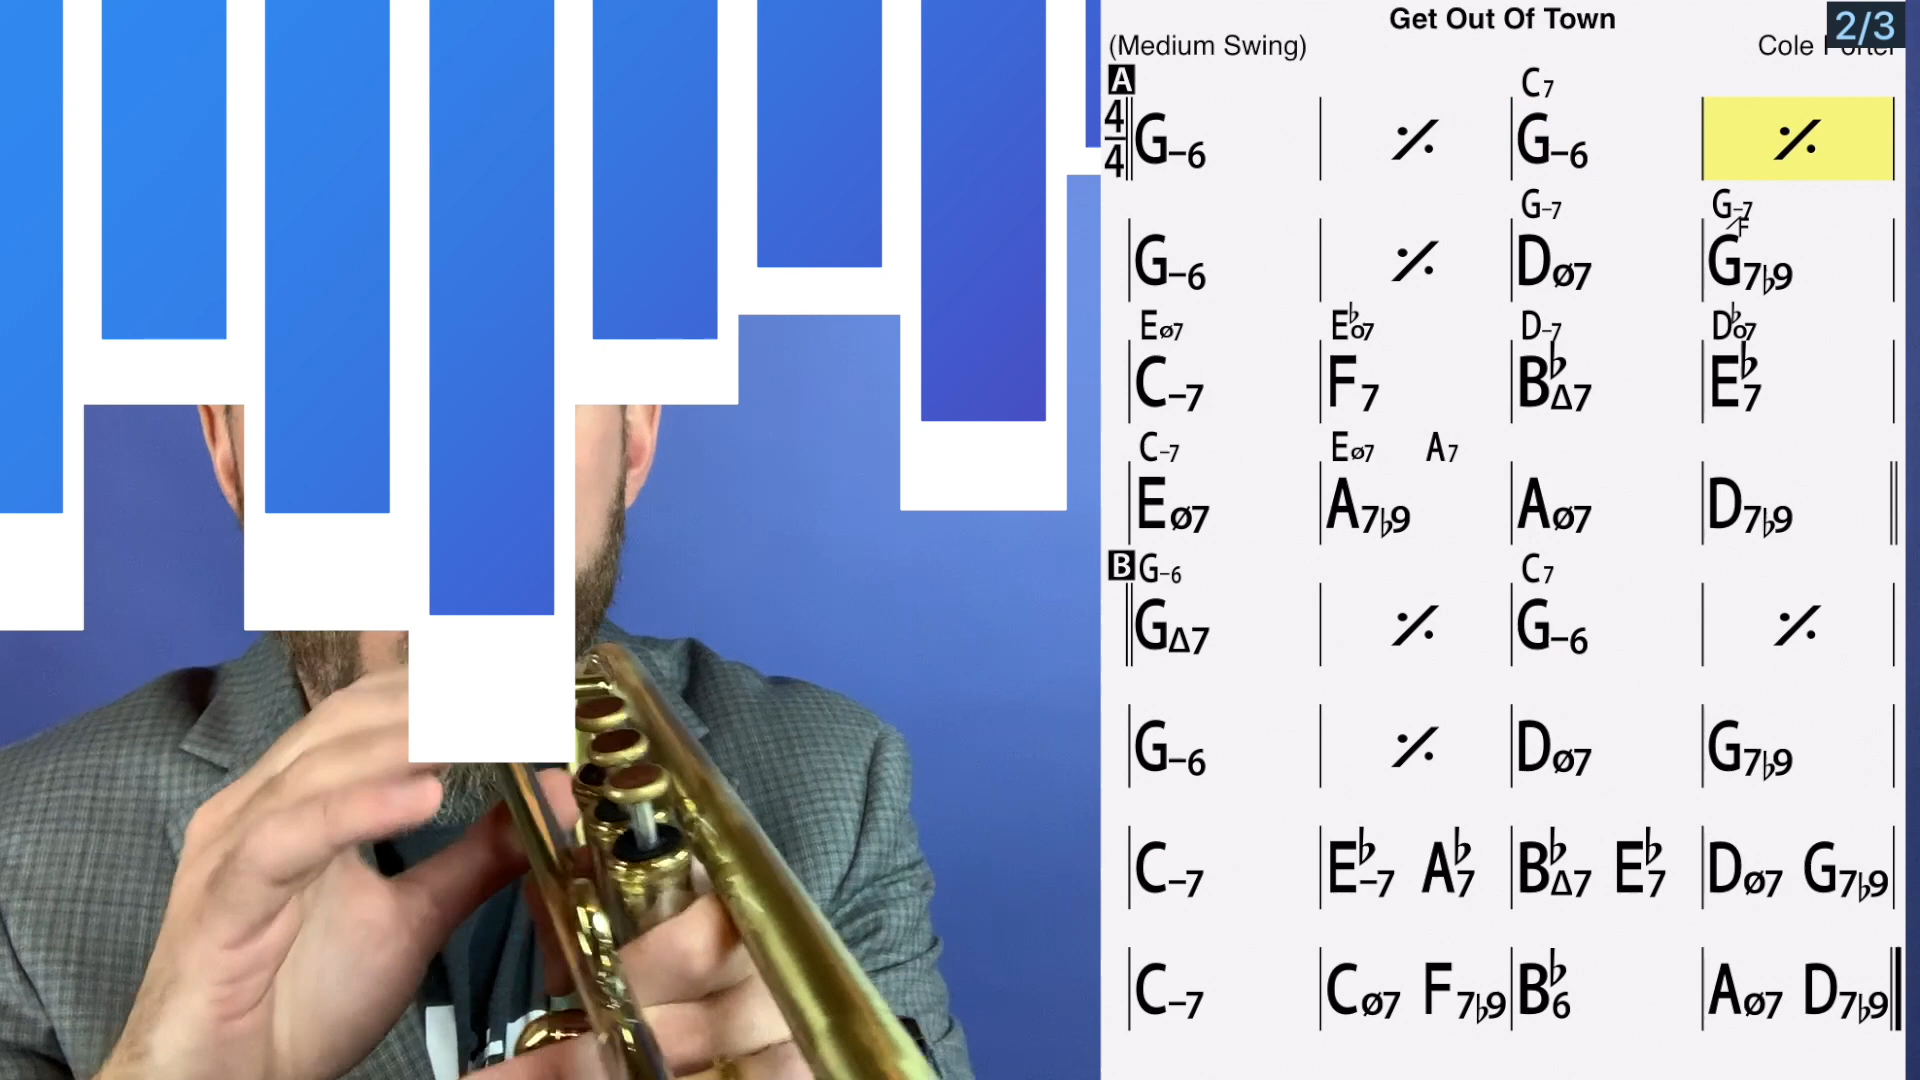 Get Out Of Town
2/3
(Medium Swing)
Cole Porter
A
C7
4/4 G–6 | 𝄎 | G–6 | 𝄎
G–7 G–7/F
G–6 | 𝄎 | Dø7 | G7♭9
Eø7 E♭o7 D–7 D♭o7
C–7 | F7 | B♭Δ7 | E♭7
C–7 Eø7 A7
Eø7 | A7♭9 | Aø7 | D7♭9
B G–6 C7
GΔ7 | 𝄎 | G–6 | 𝄎
G–6 | 𝄎 | Dø7 | G7♭9
C–7 | E♭–7 A♭7 | B♭Δ7 E♭7 | Dø7 G7♭9
C–7 | Cø7 F7♭9 | B♭6 | Aø7 D7♭9